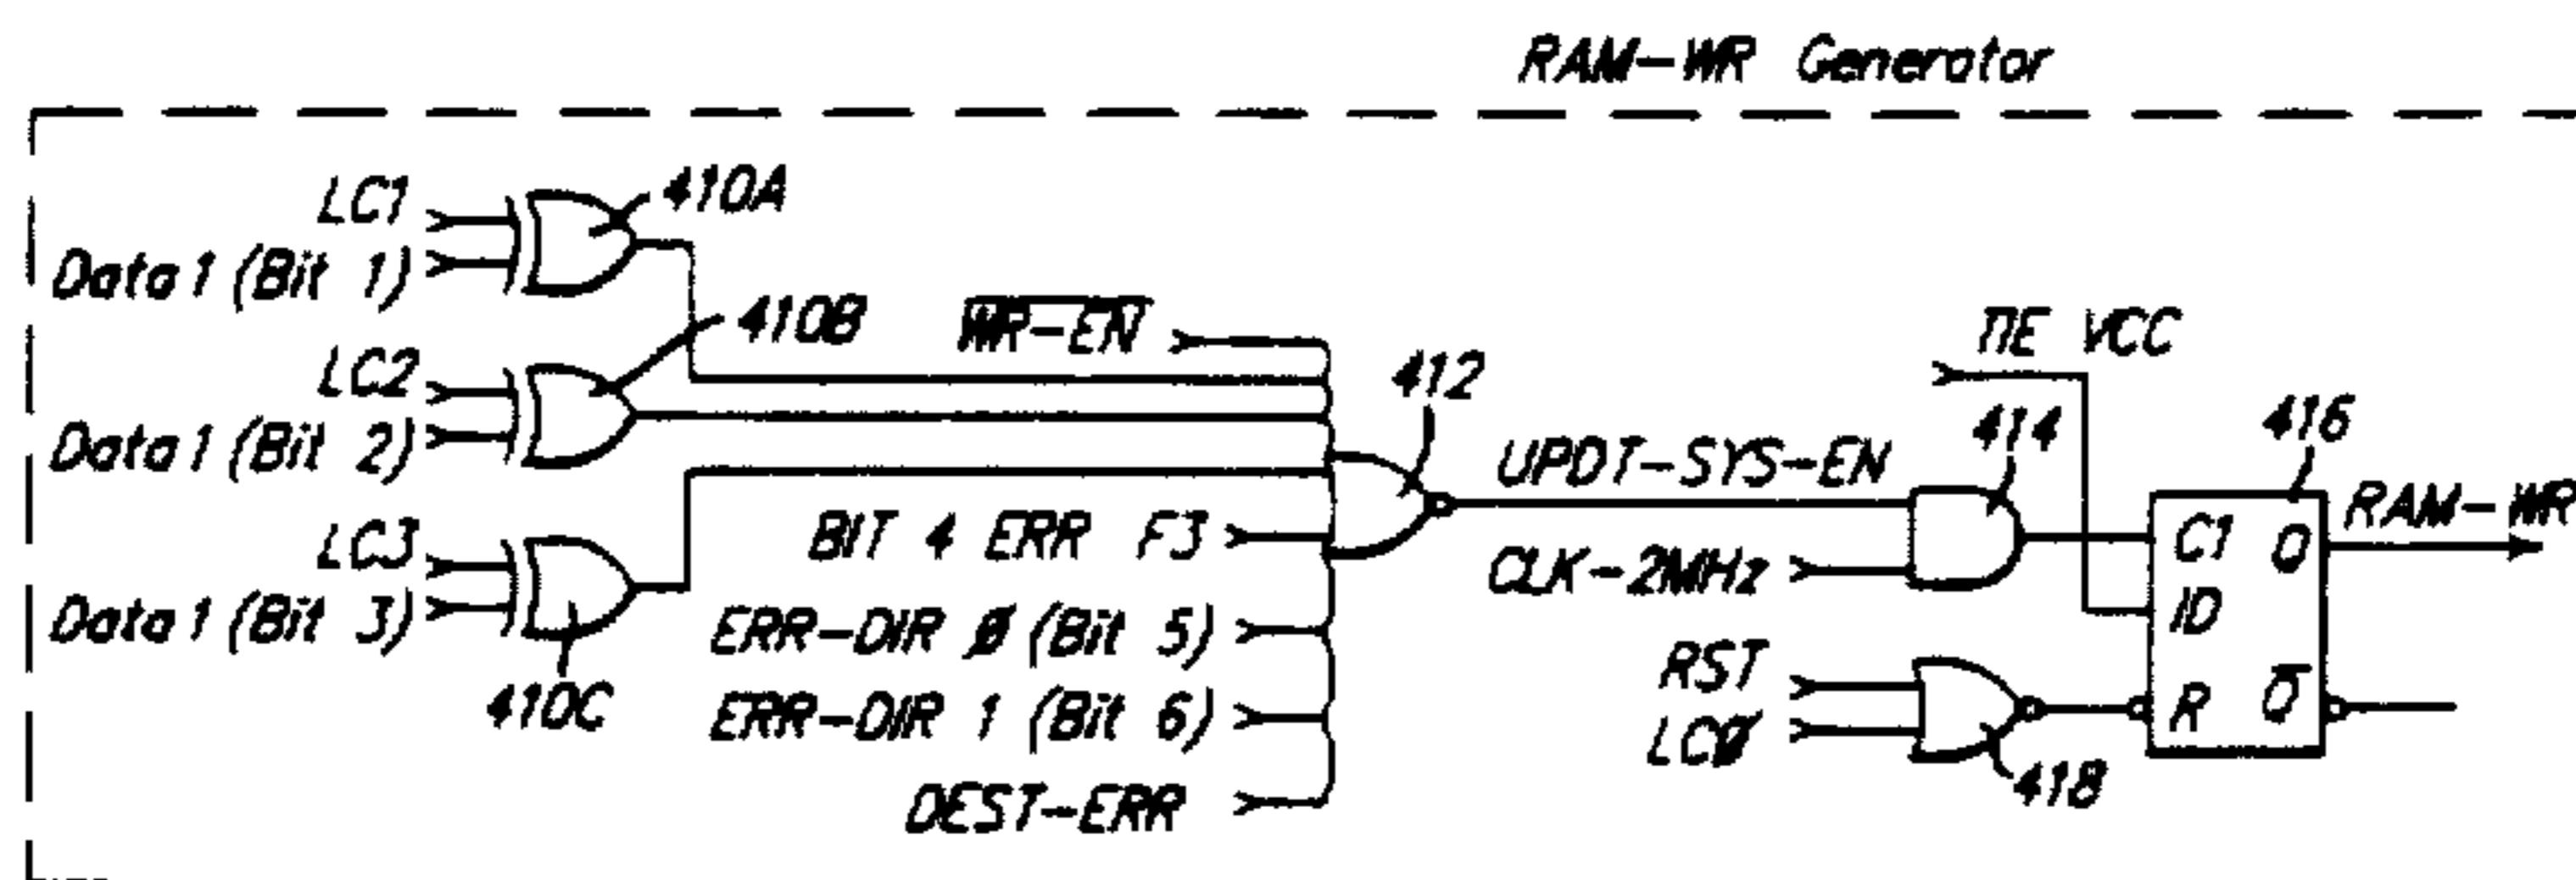 RAM-WR Generator
LC1
410A
Data 1 (Bit 1)
410B
WR-EN
LC2
Data 1 (Bit 2)
412
TIE VCC
414
416
UPDT-SYS-EN
RAM-WR
LC3
BIT 4 ERR F3
CLK-2MHz
C1
Q
1D
Data 1 (Bit 3)
ERR-DIR Ø (Bit 5)
RST
410C
ERR-DIR 1 (Bit 6)
LCØ
R
Q̅
418
DEST-ERR